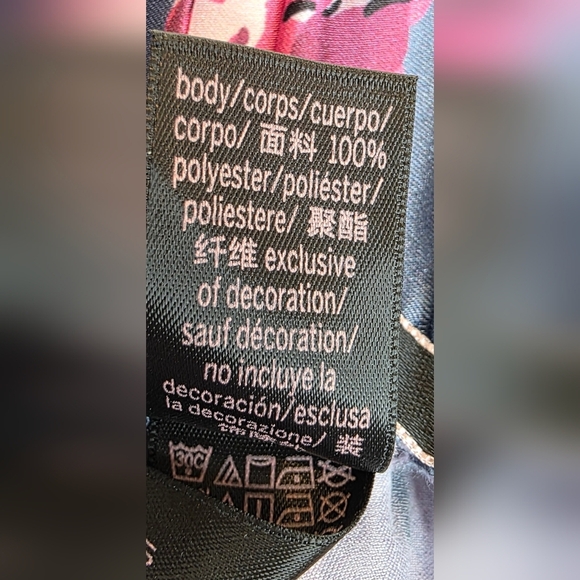 body/corps/cuerpo/
corpo/ 面料 100%
polyester/poliéster/
poliestere/ 聚酯
纤维 exclusive
of decoration/
sauf décoration/
no incluye la
decoración/esclusa
la decorazione/ 装